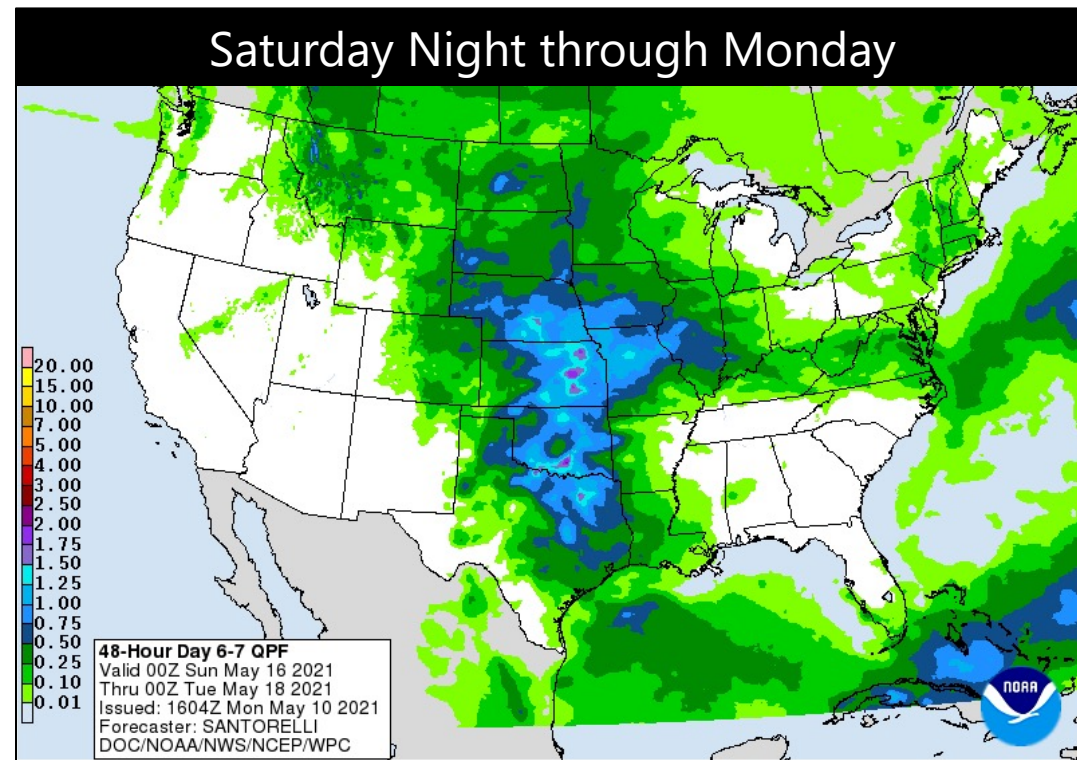 Saturday Night through Monday
20.00
15.00
10.00
7.00
5.00
4.00
3.00
2.50
2.00
1.75
1.50
1.25
1.00
0.75
0.50
0.25
0.10
0.01
48-Hour Day 6-7 QPF
Valid 00Z Sun May 16 2021
Thru 00Z Tue May 18 2021
Issued: 1604Z Mon May 10 2021
Forecaster: SANTORELLI
DOC/NOAA/NWS/NCEP/WPC
NOAA